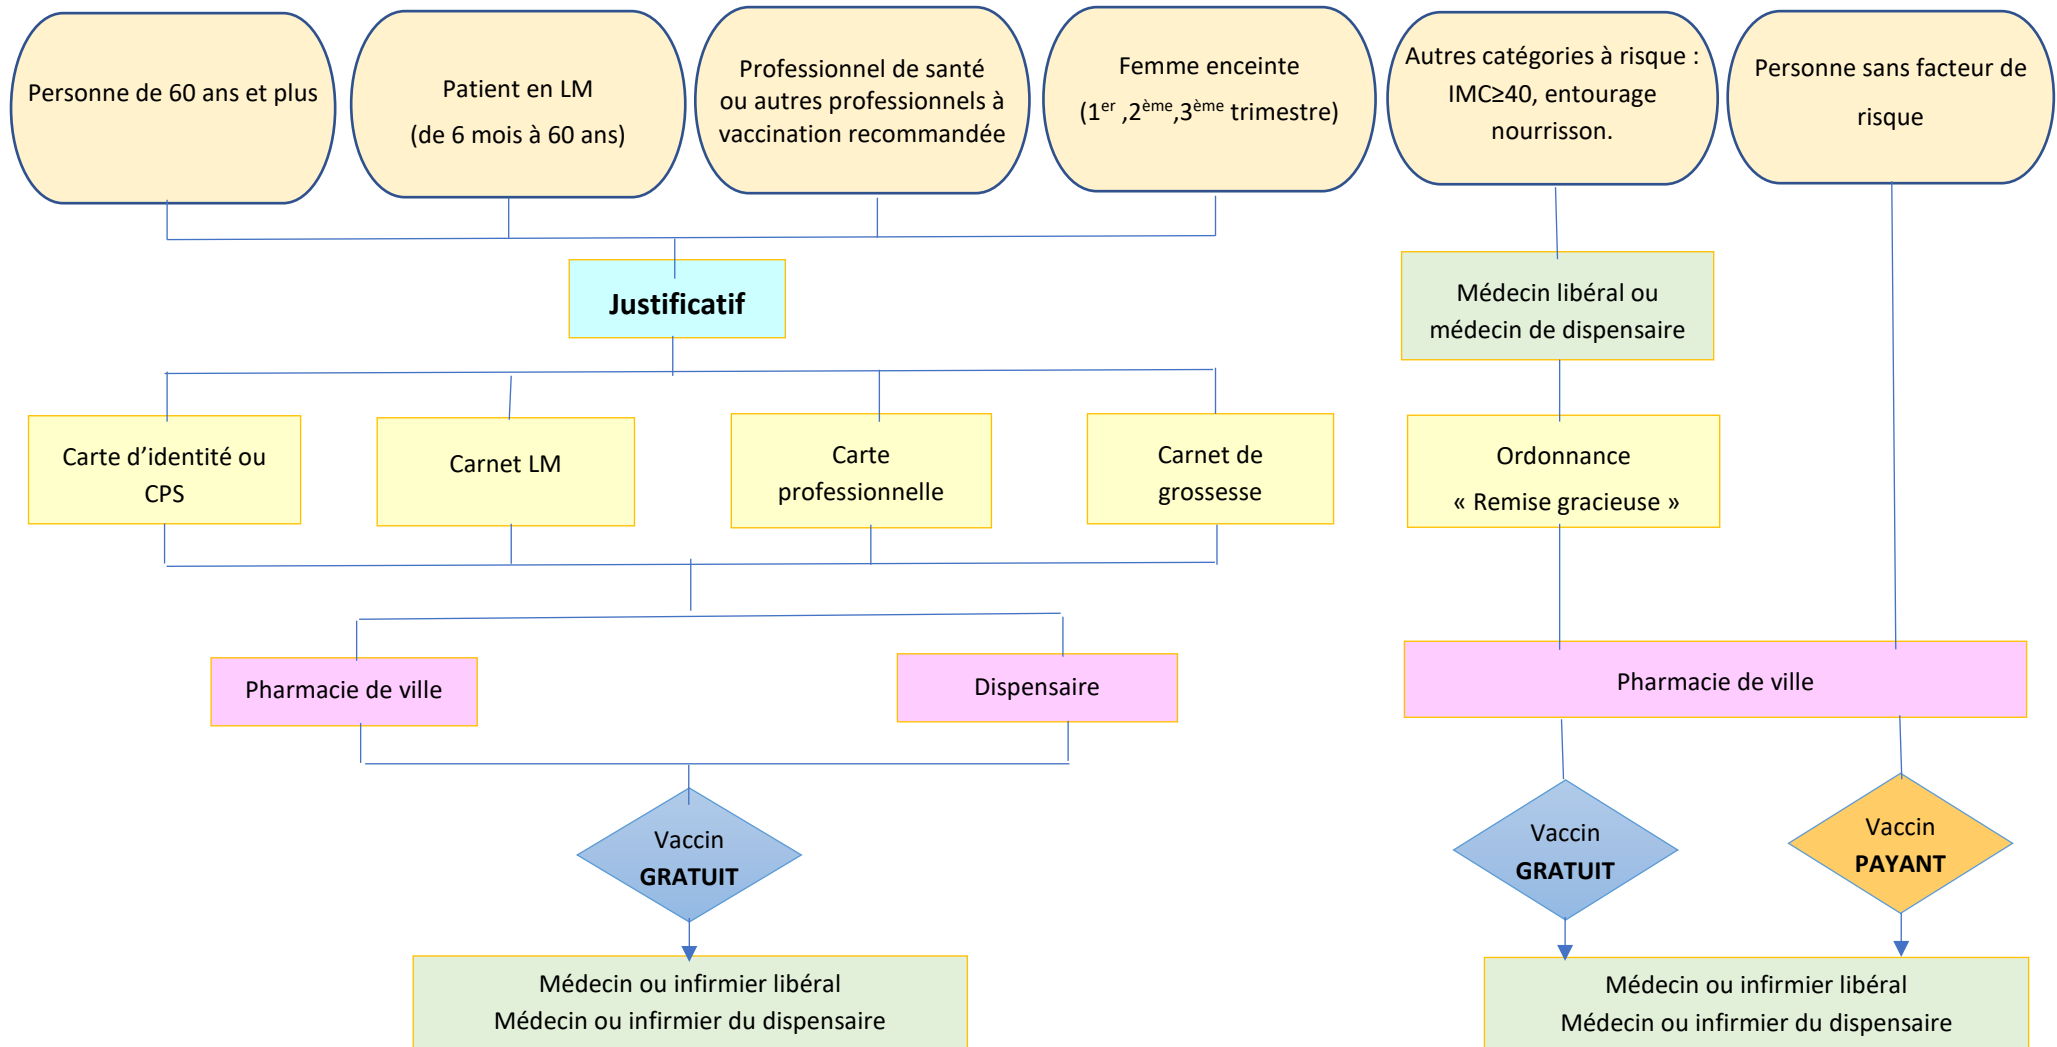 Personne de 60 ans et plus
Patient en LM
(de 6 mois à 60 ans)
Professionnel de santé
ou autres professionnels à
vaccination recommandée
Femme enceinte
(1er ,2ème,3ème trimestre)
Autres catégories à risque :
IMC≥40, entourage
nourrisson.
Personne sans facteur de
risque
Justificatif
Médecin libéral ou
médecin de dispensaire
Carte d’identité ou
CPS
Carnet LM
Carte
professionnelle
Carnet de
grossesse
Ordonnance
« Remise gracieuse »
Pharmacie de ville
Dispensaire
Pharmacie de ville
Vaccin
GRATUIT
Vaccin
GRATUIT
Vaccin
PAYANT
Médecin ou infirmier libéral
Médecin ou infirmier du dispensaire
Médecin ou infirmier libéral
Médecin ou infirmier du dispensaire